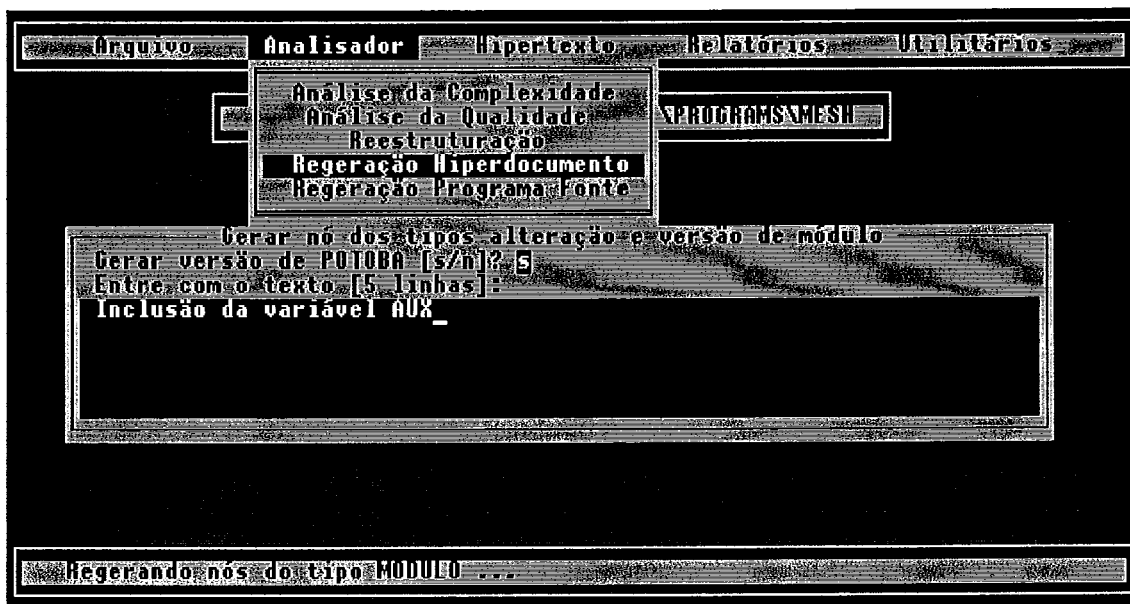 Arquivo Analisador Hipertexto Relatórios Utilitários
Análise da Complexidade
Análise da Qualidade
\PROGRAMS\MESH
Reestruturação
Regeração Hiperdocumento
Regeração Programa Fonte
Gerar nó dos tipos alteração e versão de módulo
Gerar versão de POTOBA [s/n]? s
Entre com o texto [5 linhas]:
Inclusão da variável AUX_
Regerando nós do tipo MODULO ...